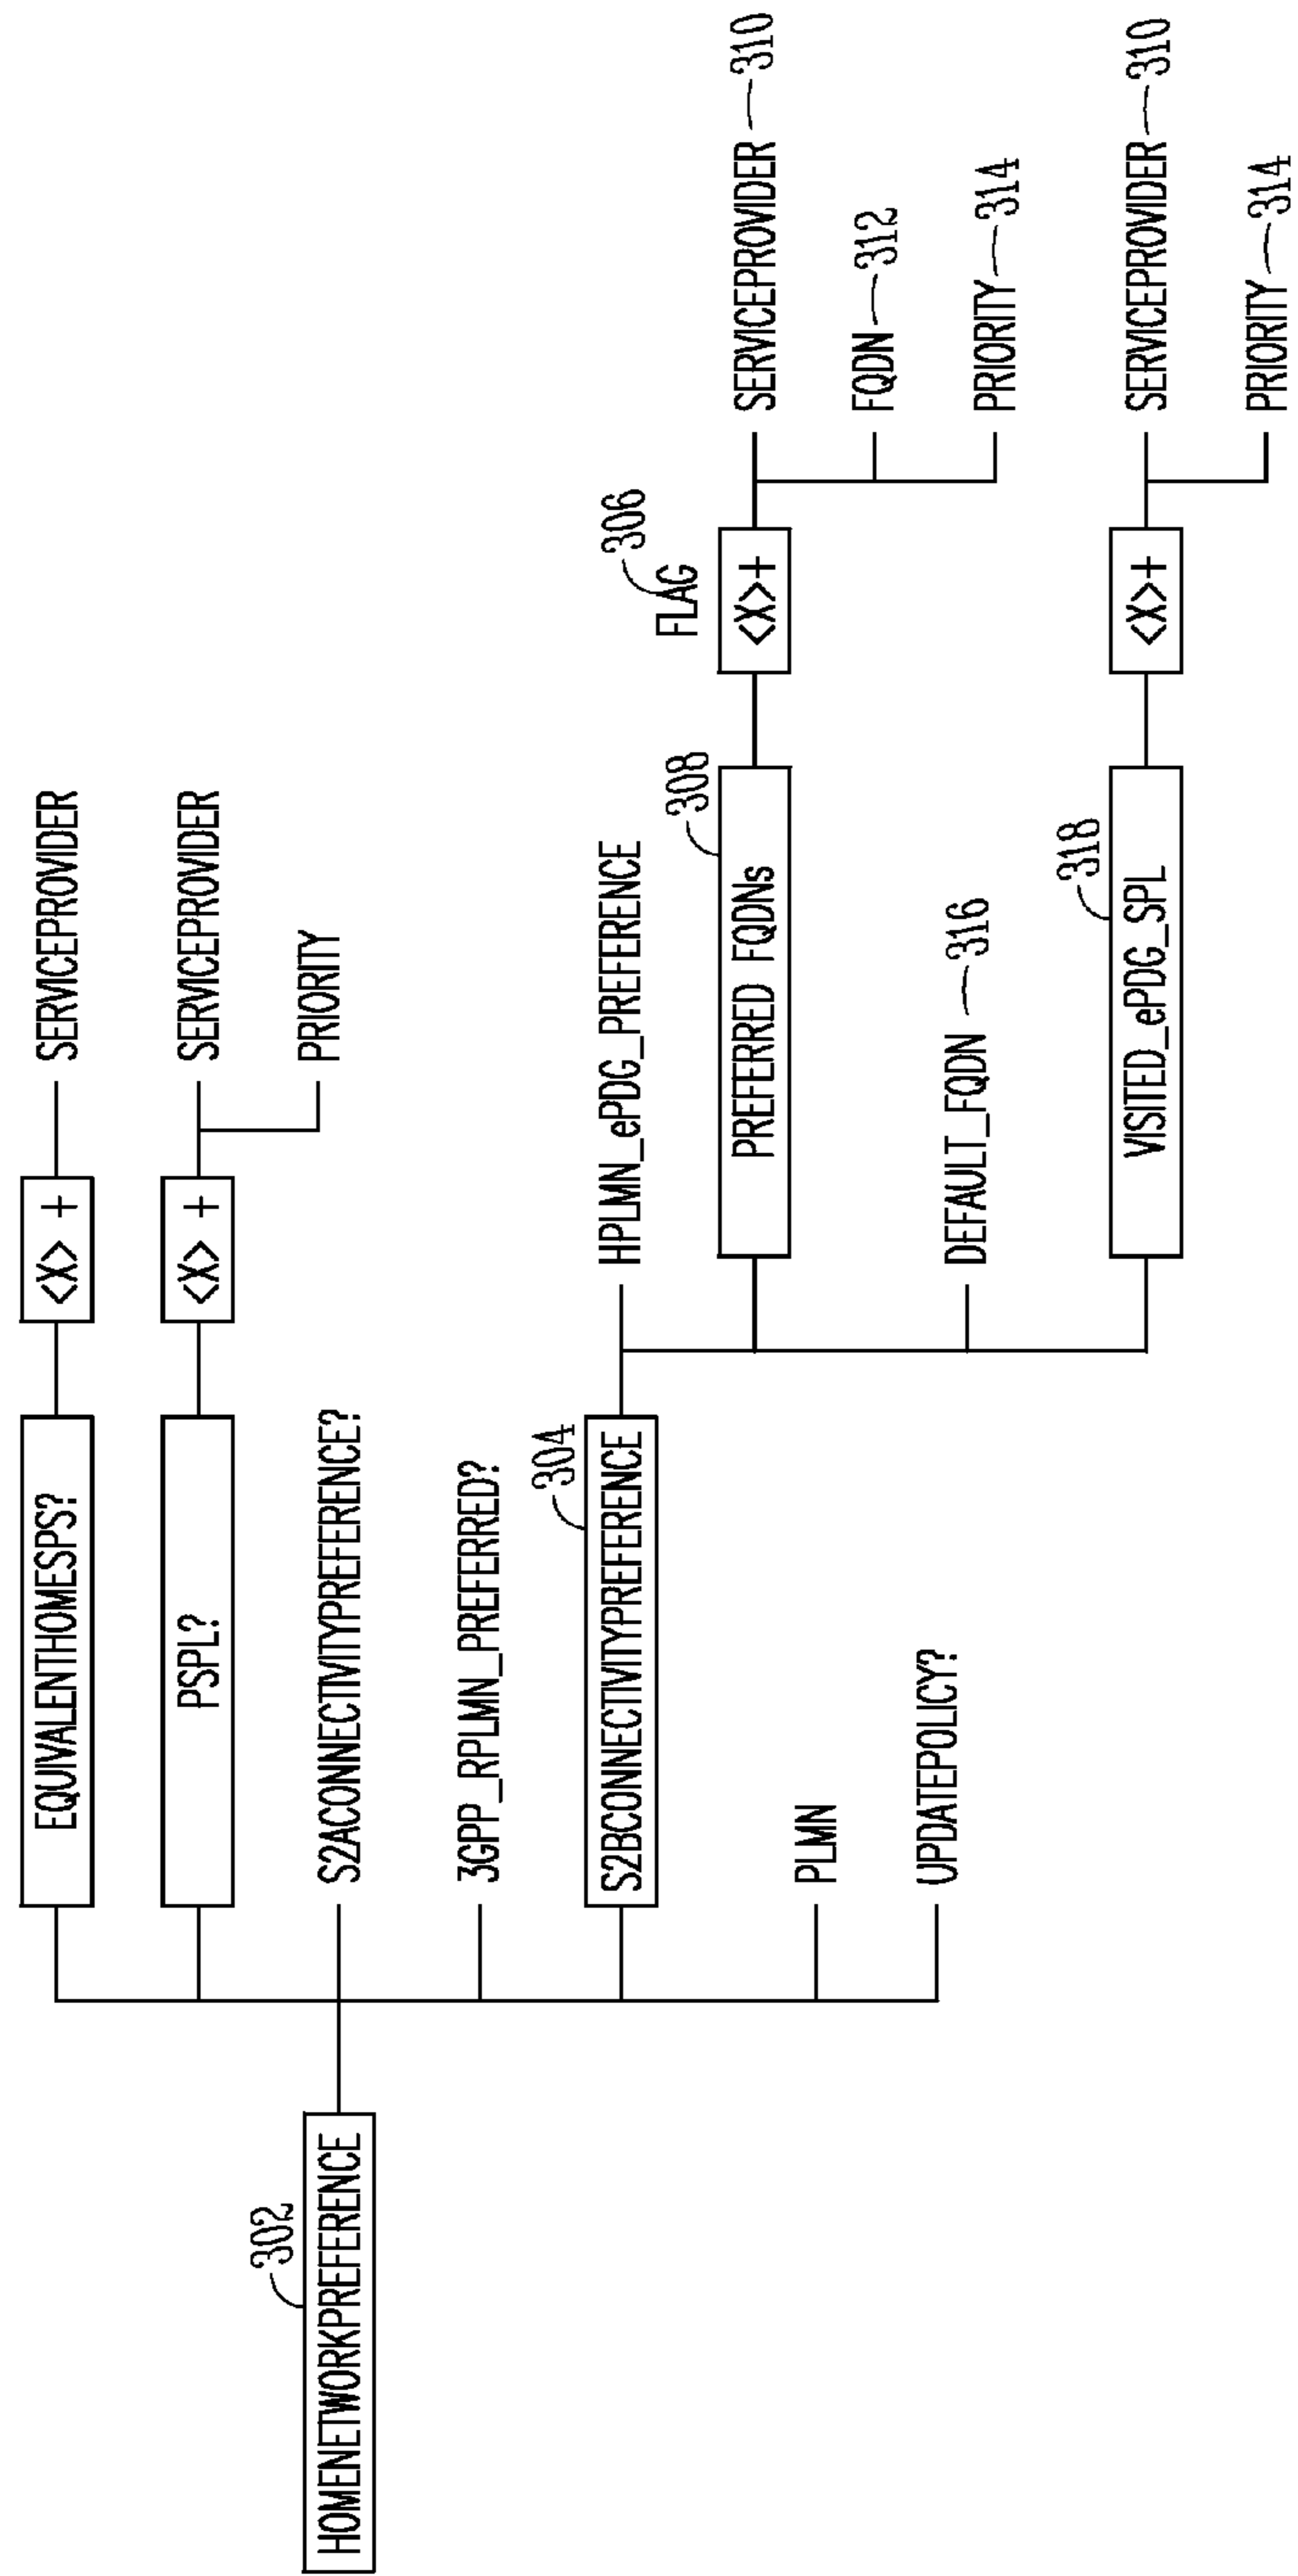 HOMENETWORKPREFERENCE
302
EQUIVALENTHOMESPS?
<X> +
SERVICEPROVIDER
PSPL?
<X> +
SERVICEPROVIDER
PRIORITY
S2ACONNECTIVITYPREFERENCE?
3GPP_RPLMN_PREFERRED?
304
S2BCONNECTIVITYPREFERENCE
PLMN
UPDATEPOLICY?
HPLMN_ePDG_PREFERENCE
308
PREFERRED FQDNs
306
FLAG
<X>+
SERVICEPROVIDER 310
FQDN 312
PRIORITY 314
DEFAULT_FQDN 316
318
VISITED_ePDG_SPL
<X>+
SERVICEPROVIDER 310
PRIORITY 314